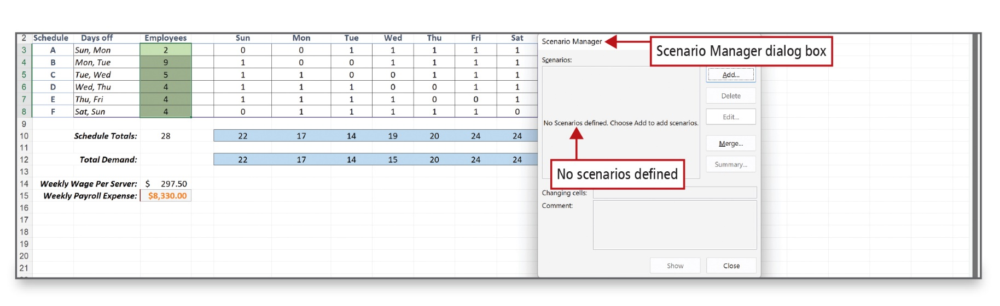 2 Schedule Days off Employees Sun Mon Tue Wed Thu Fri Sat
3 A Sun, Mon 2 0 0 1 1 1 1 1
4 B Mon, Tue 9 1 0 0 1 1 1 1
5 C Tue, Wed 5 1 1 0 0 1 1 1
6 D Wed, Thu 4 1 1 1 0 0 1 1
7 E Thu, Fri 4 1 1 1 1 0 0 1
8 F Sat, Sun 4 0 1 1 1 1 1 0
9
10 Schedule Totals: 28 22 17 14 19 20 24 24
11
12 Total Demand: 22 17 14 15 20 24 24
13
14 Weekly Wage Per Server: $ 297.50
15 Weekly Payroll Expense: $8,330.00
16
17
18
19
20
21
Scenario Manager
Scenario Manager dialog box
Scenarios:
No Scenarios defined. Choose Add to add scenarios.
No scenarios defined
Add...
Delete
Edit...
Merge...
Summary...
Changing cells:
Comment:
Show Close